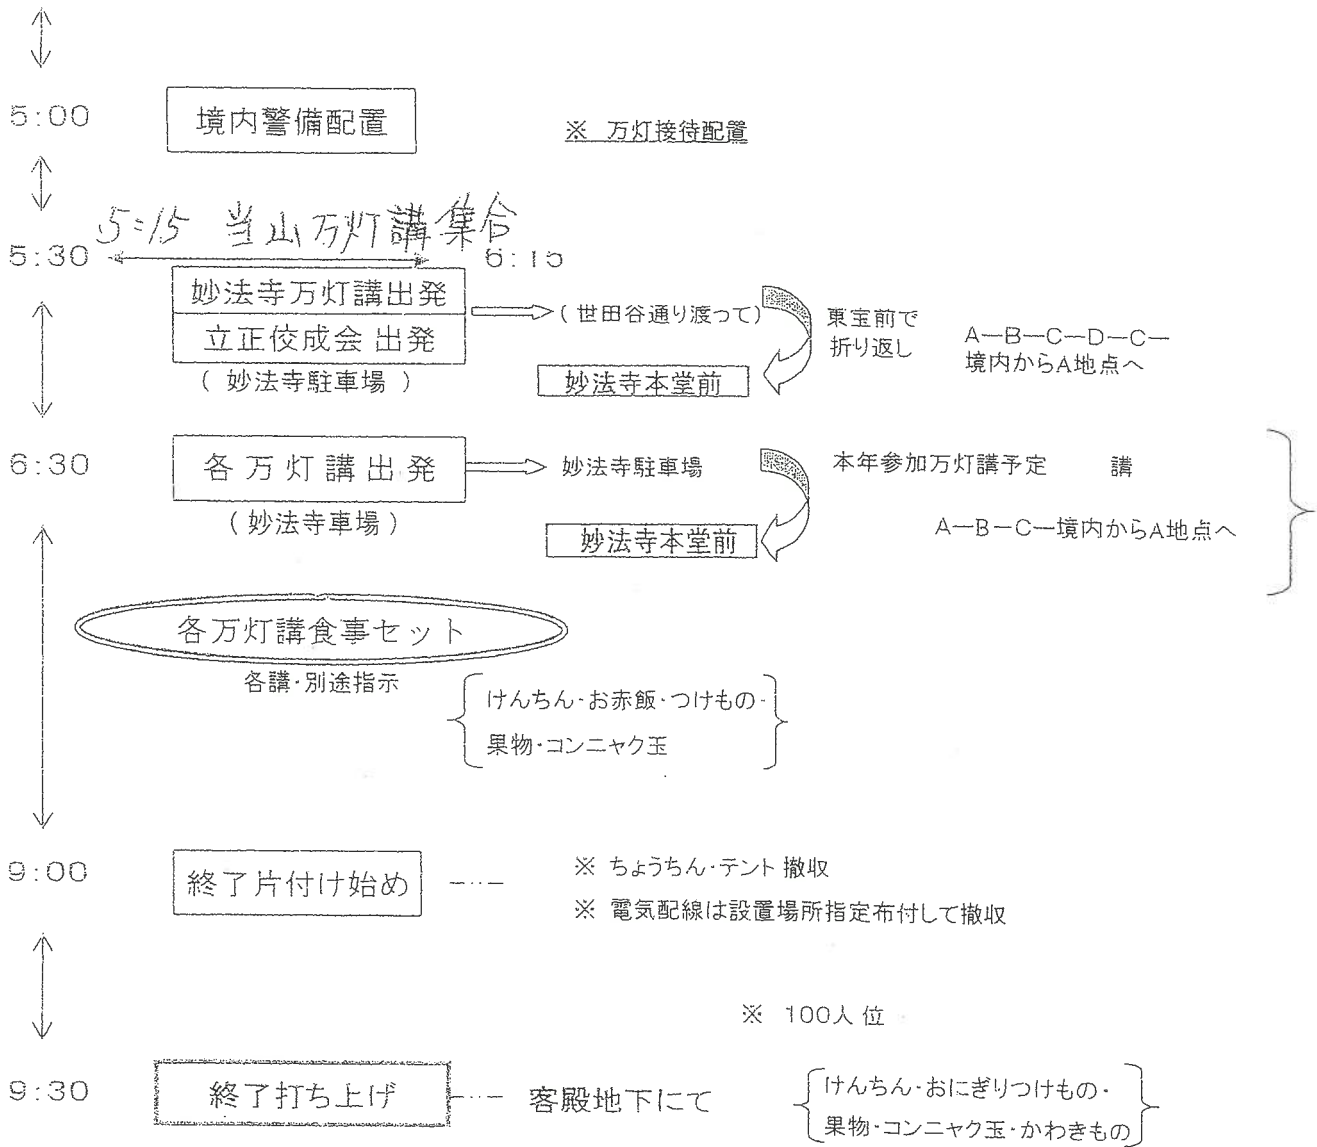 5:00 境内警備配置 ※ 万灯接待配置
5:15 当山万灯講集合
5:30 6:15
妙法寺万灯講出発
立正佼成会 出発
(妙法寺駐車場)
(世田谷通り渡って)
東宝前で
折り返し
妙法寺本堂前
A―B―C―D―C―
境内からA地点へ
6:30 各万灯講出発 妙法寺駐車場 本年参加万灯講予定 講
(妙法寺車場)
妙法寺本堂前 A―B―C―境内からA地点へ
各万灯講食事セット
各講・別途指示
けんちん・お赤飯・つけもの・
果物・コンニャク玉
9:00 終了片付け始め ※ ちょうちん・テント撤収
※ 電気配線は設置場所指定布付して撤収
※ 100人位
9:30 終了打ち上げ 客殿地下にて
けんちん・おにぎりつけもの・
果物・コンニャク玉・かわきもの